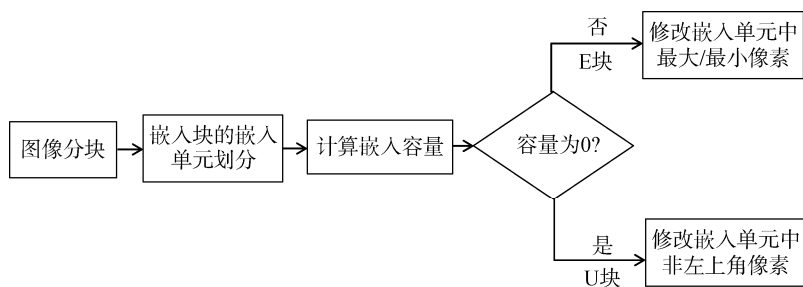 图像分块
嵌入块的嵌入
单元划分
计算嵌入容量
容量为0?
否
E块
修改嵌入单元中
最大/最小像素
是
U块
修改嵌入单元中
非左上角像素